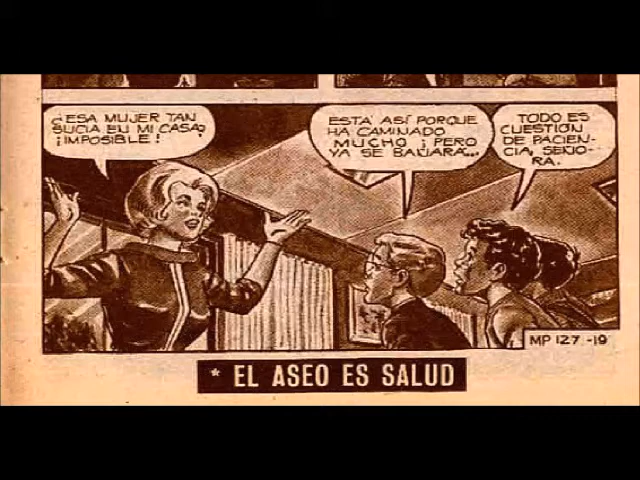 ¿ESA MUJER TAN
SUCIA EN MI CASA?
¡IMPOSIBLE!
ESTÁ ASÍ PORQUE
HA CAMINADO
MUCHO ¡PERO
YA SE BAÑARÁ...
TODO ES
CUESTIÓN
DE PACIEN-
CIA, SEÑO-
RA.
MP 127 -19
* EL ASEO ES SALUD